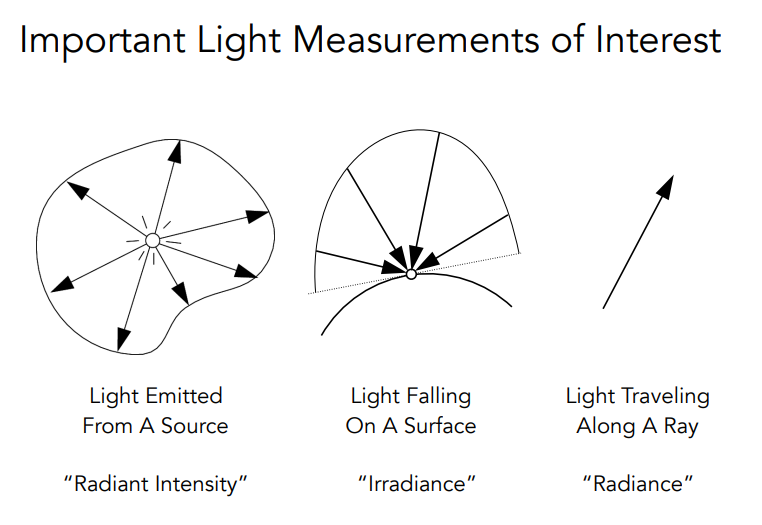 Important Light Measurements of Interest
Light Emitted
From A Source
"Radiant Intensity"
Light Falling
On A Surface
"Irradiance"
Light Traveling
Along A Ray
"Radiance"